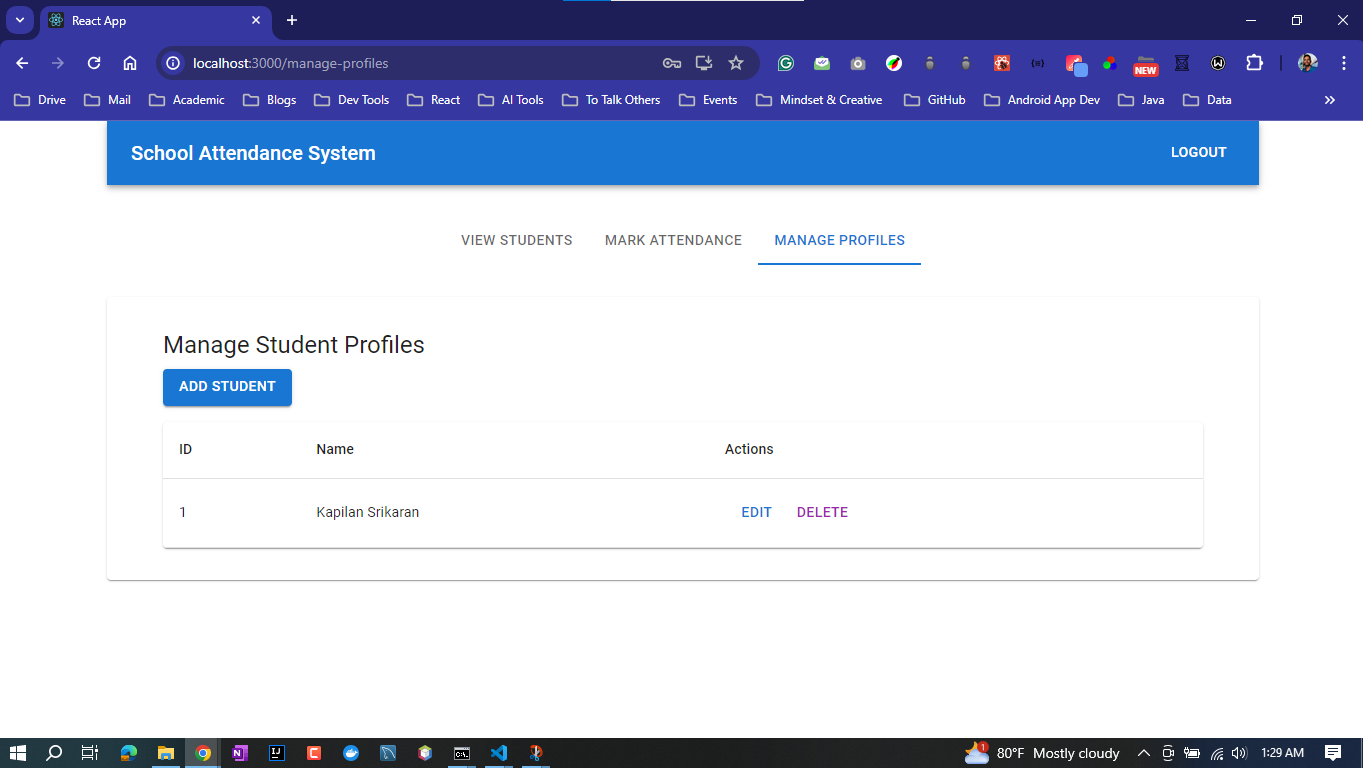 React App
localhost:3000/manage-profiles
NEW
Drive Mail Academic Blogs Dev Tools React AI Tools To Talk Others Events Mindset & Creative GitHub Android App Dev Java Data
School Attendance System LOGOUT
VIEW STUDENTS MARK ATTENDANCE MANAGE PROFILES
Manage Student Profiles
ADD STUDENT
ID Name Actions
1 Kapilan Srikaran EDIT DELETE
1 80°F Mostly cloudy 1:29 AM